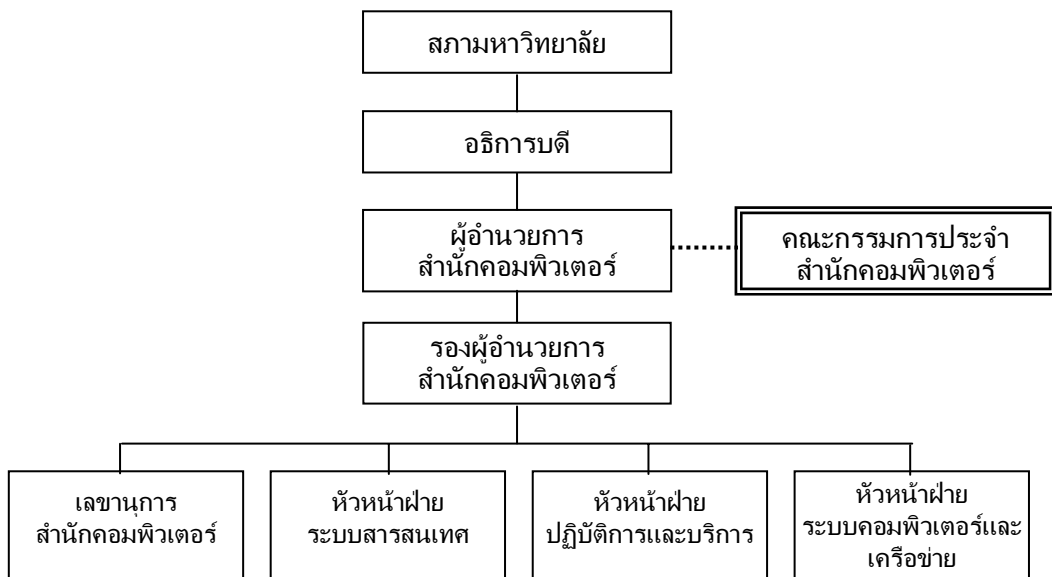 สภามหาวิทยาลัย
อธิการบดี
ผู้อำนวยการ
สำนักคอมพิวเตอร์
คณะกรรมการประจำ
สำนักคอมพิวเตอร์
รองผู้อำนวยการ
สำนักคอมพิวเตอร์
เลขานุการ
สำนักคอมพิวเตอร์
หัวหน้าฝ่าย
ระบบสารสนเทศ
หัวหน้าฝ่าย
ปฏิบัติการและบริการ
หัวหน้าฝ่าย
ระบบคอมพิวเตอร์และ
เครือข่าย